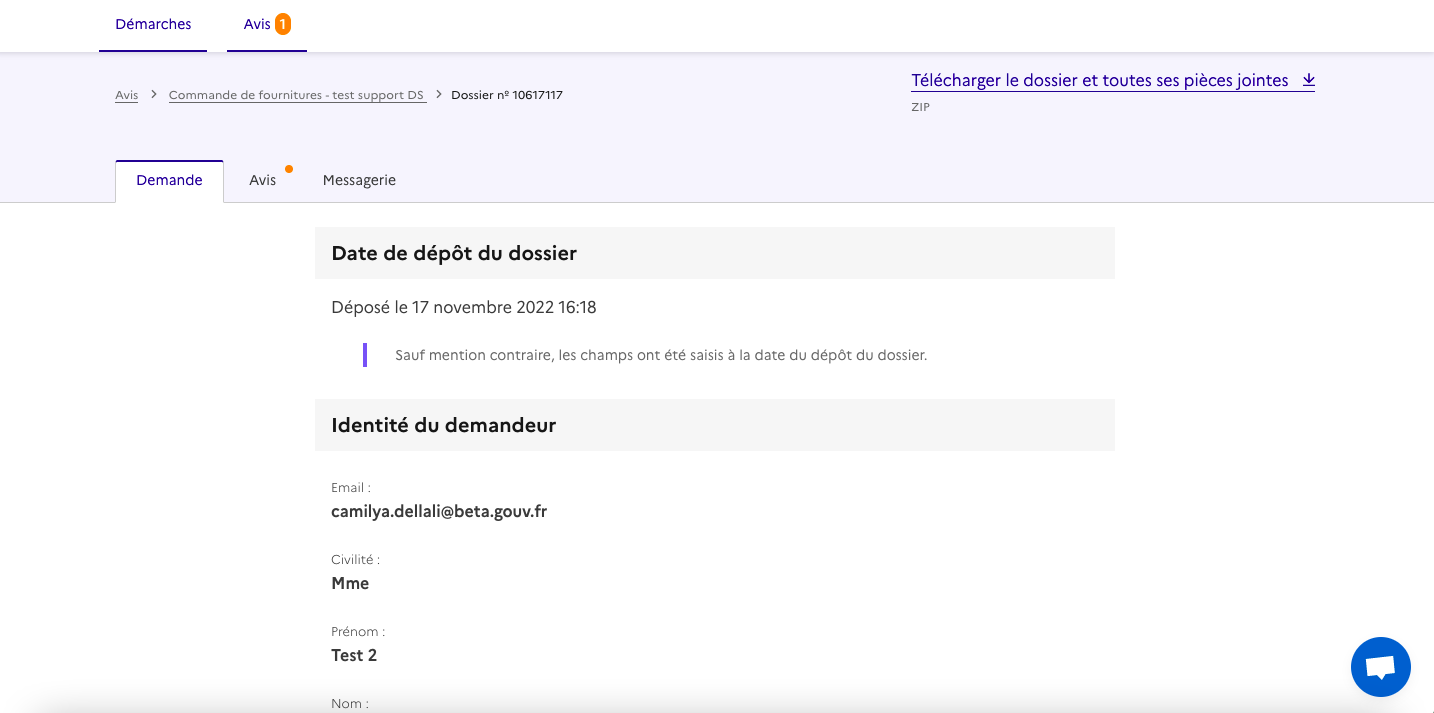 Démarches
Avis 1
Télécharger le dossier et toutes ses pièces jointes
ZIP
Avis > Commande de fournitures - test support DS > Dossier nº 10617117
Demande
Avis
Messagerie
Date de dépôt du dossier
Déposé le 17 novembre 2022 16:18
Sauf mention contraire, les champs ont été saisis à la date du dépôt du dossier.
Identité du demandeur
Email :
camilya.dellali@beta.gouv.fr
Civilité :
Mme
Prénom :
Test 2
Nom :